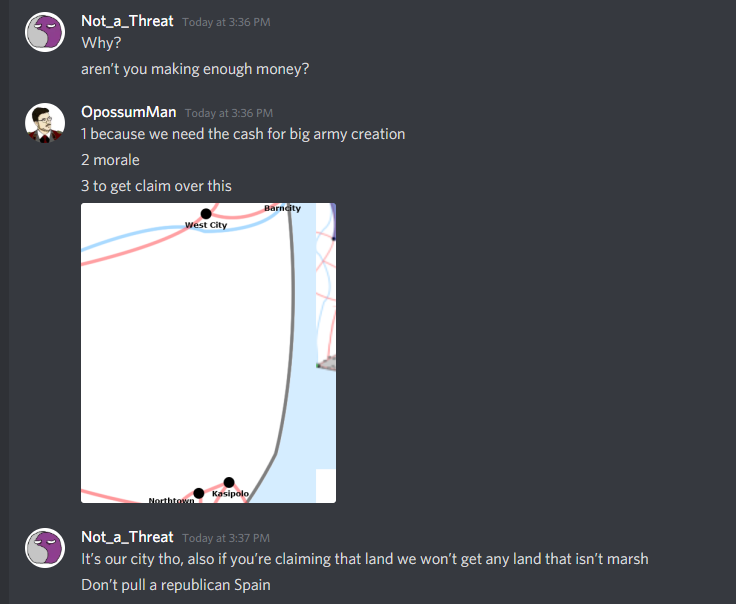 Not_a_Threat Today at 3:36 PM
Why?
aren't you making enough money?
OpossumMan Today at 3:36 PM
1 because we need the cash for big army creation
2 morale
3 to get claim over this
Barncity
West City
Kasipolo
Northtown
Not_a_Threat Today at 3:37 PM
It's our city tho, also if you're claiming that land we won't get any land that isn't marsh
Don't pull a republican Spain